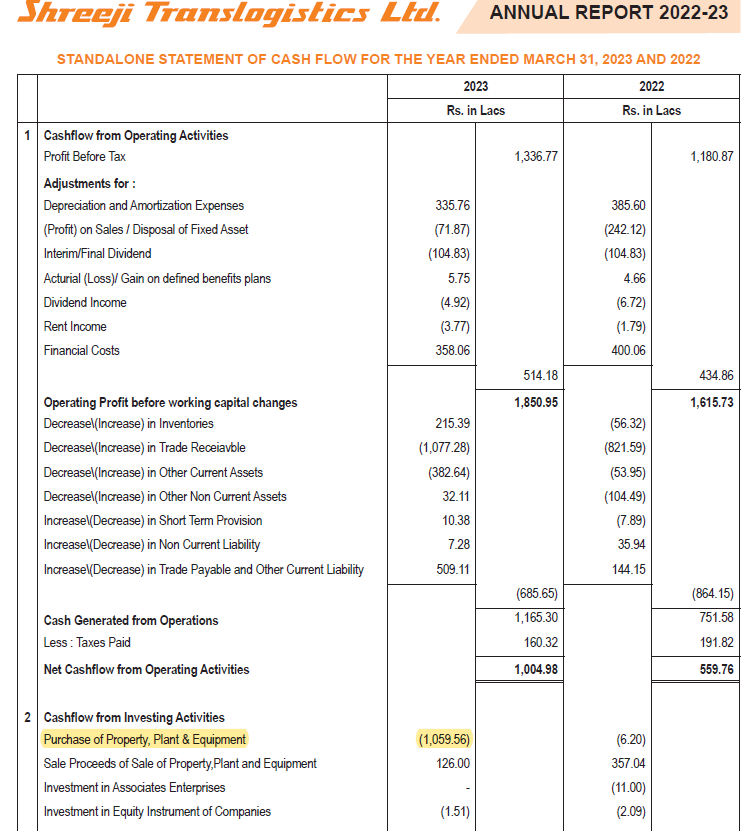 Shreeji Translogistics Ltd. ANNUAL REPORT 2022-23
STANDALONE STATEMENT OF CASH FLOW FOR THE YEAR ENDED MARCH 31, 2023 AND 2022
2023 2022
Rs. in Lacs Rs. in Lacs
1 Cashflow from Operating Activities
Profit Before Tax 1,336.77 1,180.87
Adjustments for :
Depreciation and Amortization Expenses 335.76 385.60
(Profit) on Sales / Disposal of Fixed Asset (71.87) (242.12)
Interim/Final Dividend (104.83) (104.83)
Acturial (Loss)/ Gain on defined benefits plans 5.75 4.66
Dividend Income (4.92) (6.72)
Rent Income (3.77) (1.79)
Financial Costs 358.06 400.06
514.18 434.86
Operating Profit before working capital changes 1,850.95 1,615.73
Decrease\(Increase) in Inventories 215.39 (56.32)
Decrease\(Increase) in Trade Receiavble (1,077.28) (821.59)
Decrease\(Increase) in Other Current Assets (382.64) (53.95)
Decrease\(Increase) in Other Non Current Assets 32.11 (104.49)
Increase\(Decrease) in Short Term Provision 10.38 (7.89)
Increase\(Decrease) in Non Current Liability 7.28 35.94
Increase\(Decrease) in Trade Payable and Other Current Liability 509.11 144.15
(685.65) (864.15)
Cash Generated from Operations 1,165.30 751.58
Less : Taxes Paid 160.32 191.82
Net Cashflow from Operating Activities 1,004.98 559.76
2 Cashflow from Investing Activities
Purchase of Property, Plant & Equipment (1,059.56) (6.20)
Sale Proceeds of Sale of Property,Plant and Equipment 126.00 357.04
Investment in Associates Enterprises - (11.00)
Investment in Equity Instrument of Companies (1.51) (2.09)